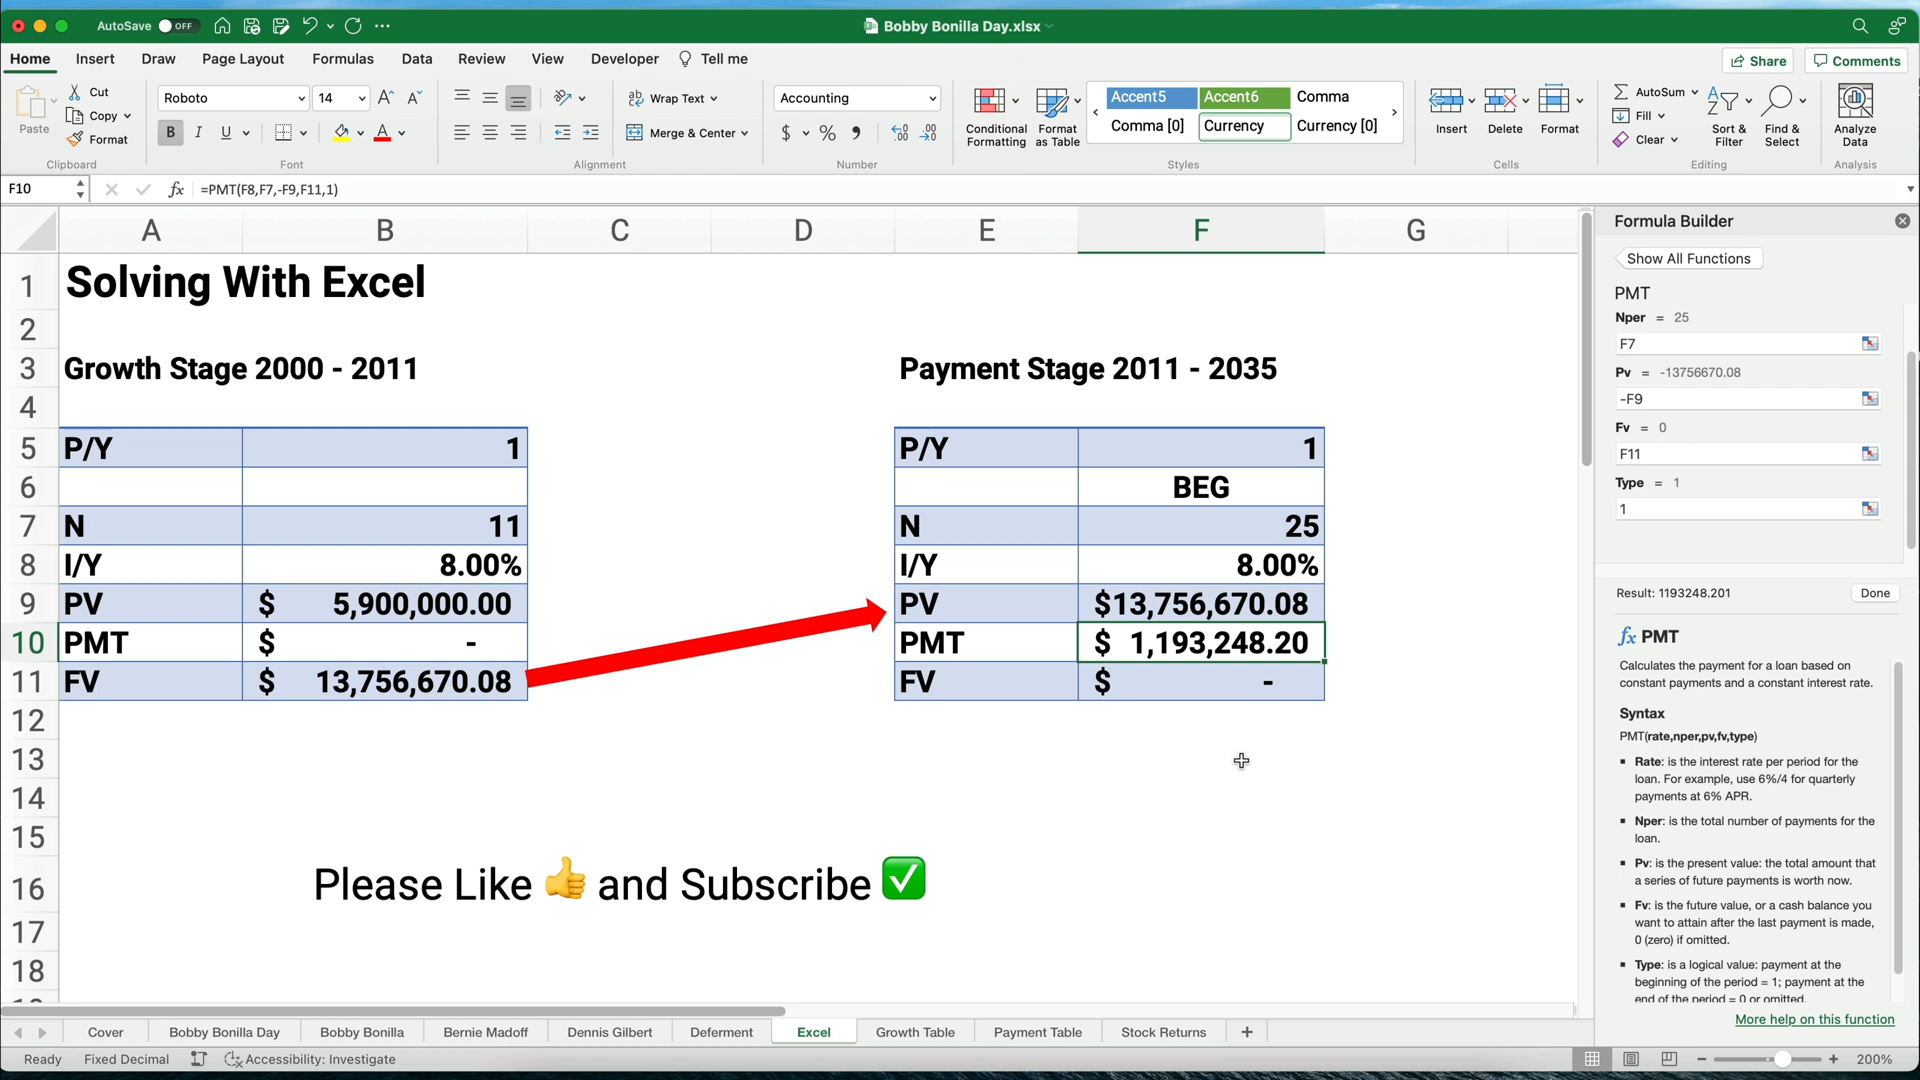 AutoSave OFF
Bobby Bonilla Day.xlsx
Home Insert Draw Page Layout Formulas Data Review View Developer Tell me
Share Comments
Paste
Cut
Copy
Format
Roboto 14
B I U
Wrap Text
Merge & Center
Accounting
$ %
Conditional Formatting
Format as Table
Accent5 Accent6 Comma
Comma [0] Currency Currency [0]
Insert Delete Format
AutoSum
Fill
Clear
Sort & Filter
Find & Select
Analyze Data
Clipboard Font Alignment Number Styles Cells Editing Analysis
F10 fx =PMT(F8,F7,-F9,F11,1)
A B C D E F G
1 Solving With Excel
2
3 Growth Stage 2000 - 2011 Payment Stage 2011 - 2035
4
5 P/Y 1 P/Y 1
6 BEG
7 N 11 N 25
8 I/Y 8.00% I/Y 8.00%
9 PV $ 5,900,000.00 PV $13,756,670.08
10 PMT $ - PMT $ 1,193,248.20
11 FV $ 13,756,670.08 FV $ -
12
13
14
15
16 Please Like 👍 and Subscribe ✅
17
18
Formula Builder
Show All Functions
PMT
Nper = 25
F7
Pv = -13756670.08
-F9
Fv = 0
F11
Type = 1
1
Result: 1193248.201
Done
fx PMT
Calculates the payment for a loan based on
constant payments and a constant interest rate.
Syntax
PMT(rate,nper,pv,fv,type)
Rate: is the interest rate per period for the
loan. For example, use 6%/4 for quarterly
payments at 6% APR.
Nper: is the total number of payments for the
loan.
Pv: is the present value: the total amount that
a series of future payments is worth now.
Fv: is the future value, or a cash balance you
want to attain after the last payment is made,
0 (zero) if omitted.
Type: is a logical value: payment at the
beginning of the period = 1; payment at the
end of the period = 0 or omitted.
More help on this function
Cover Bobby Bonilla Day Bobby Bonilla Bernie Madoff Dennis Gilbert Deferment Excel Growth Table Payment Table Stock Returns +
Ready Fixed Decimal Accessibility: Investigate
200%